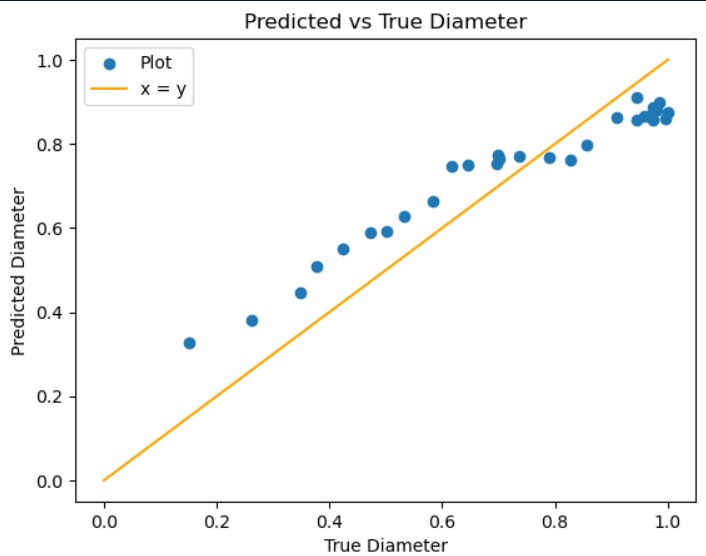 Predicted vs True Diameter
Plot
x = y
Predicted Diameter
1.0
0.8
0.6
0.4
0.2
0.0
0.0 0.2 0.4 0.6 0.8 1.0
True Diameter